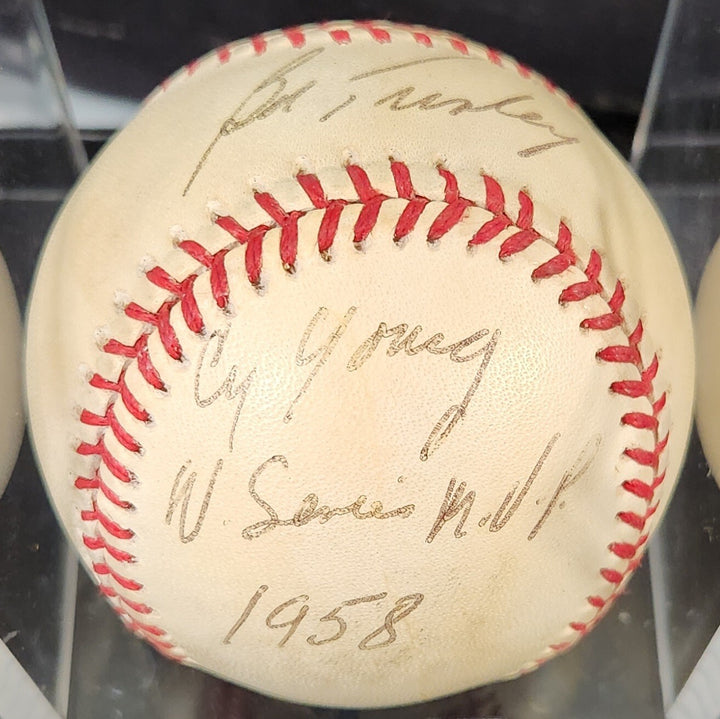 Bob Turley
Cy Young
W. Series M.V.P.
1958